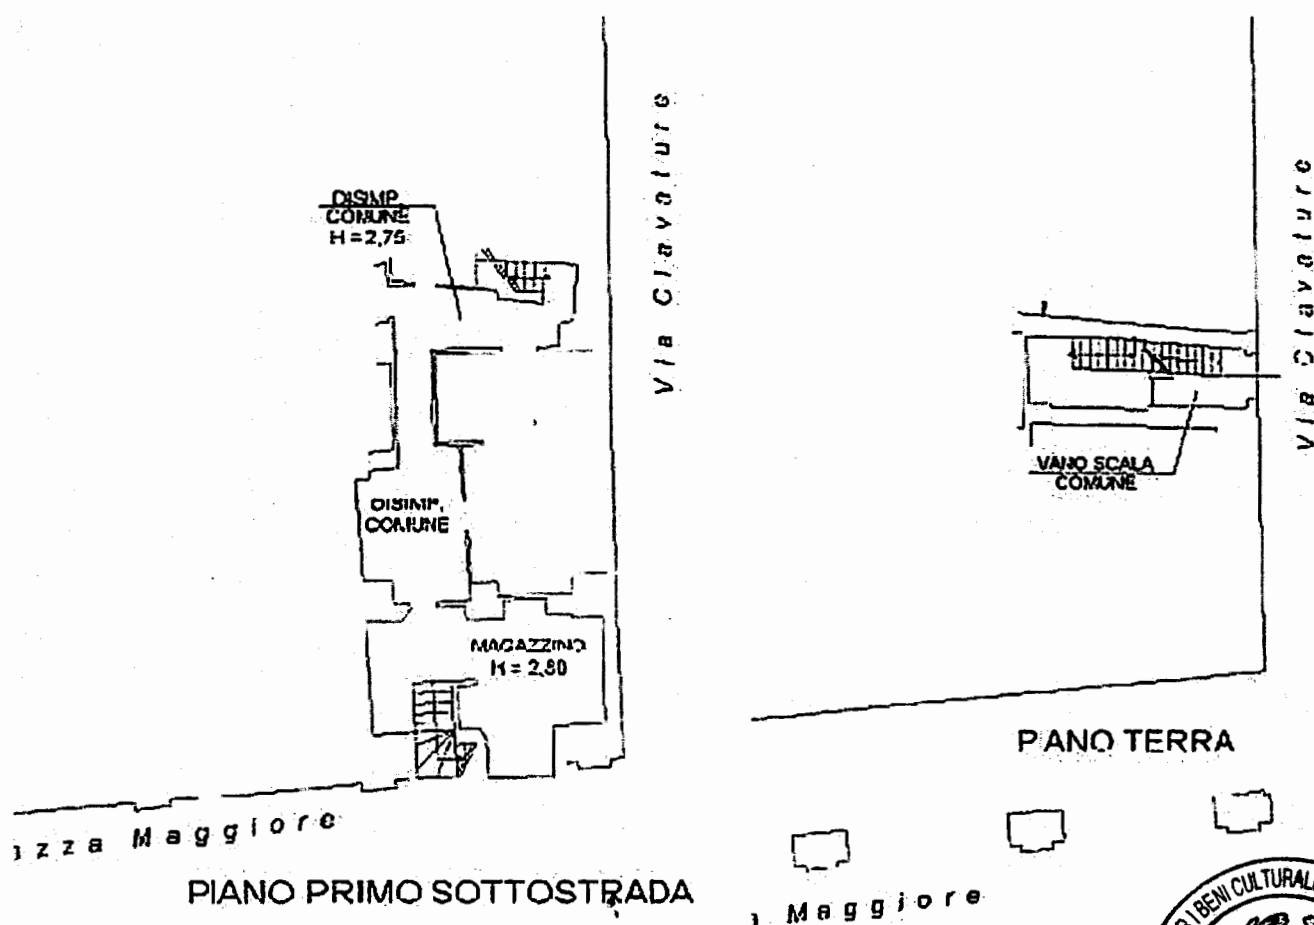 DISIMP.
COMUNE
H = 2,75
Via Clavature
DISIMP.
COMUNE
MAGAZZINO
H = 2,80
azza Maggiore
PIANO PRIMO SOTTOSTRADA
Via Clavature
VANO SCALA
COMUNE
PIANO TERRA
Maggiore
I BENI CULTURALI